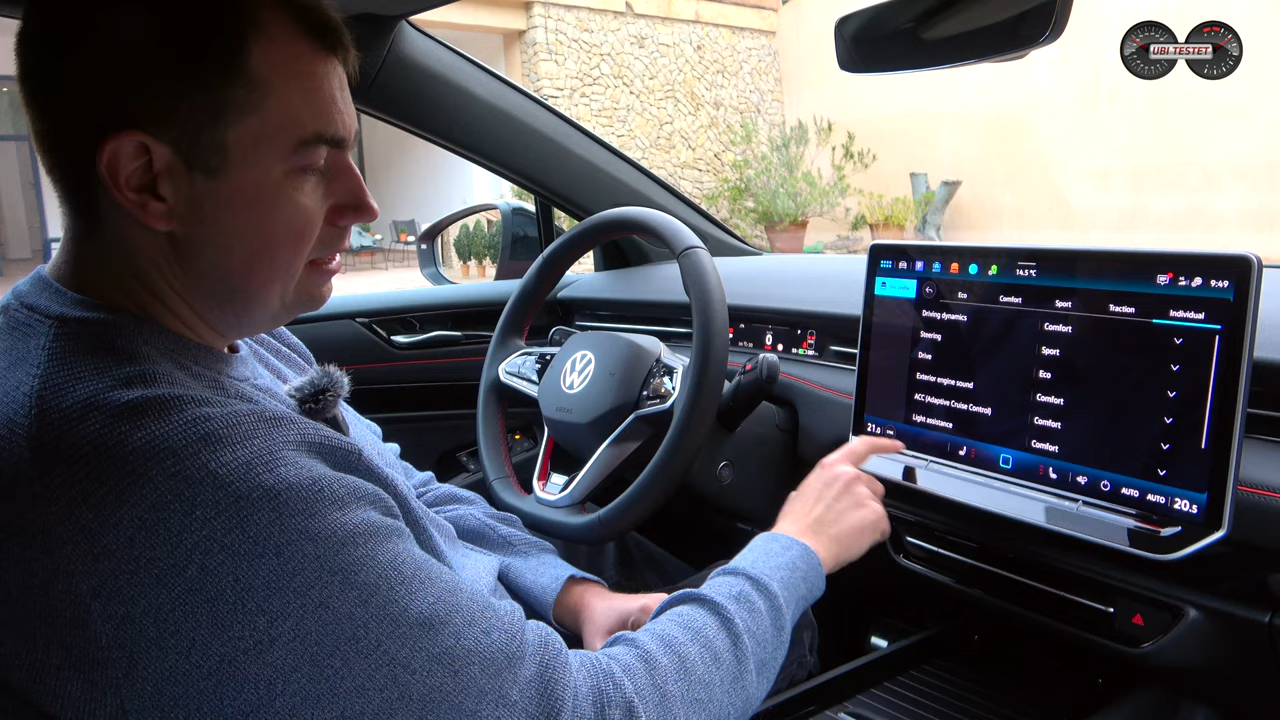 UBI TESTET
14.5 °C
9:49
Eco Comfort Sport Traction Individual
Driving dynamics Comfort
Steering Sport
Drive Eco
Exterior engine sound Comfort
ACC (Adaptive Cruise Control) Comfort
Light assistance Comfort
21.0
AUTO AUTO 20.5
AIRBAG